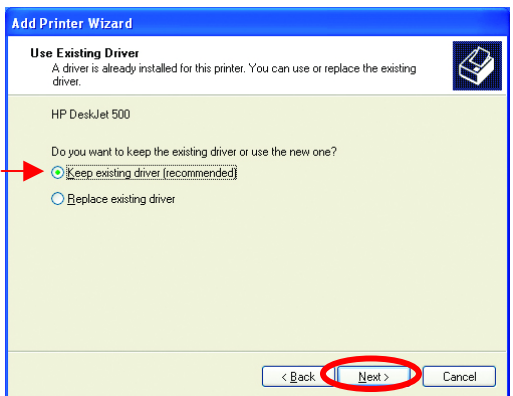 Add Printer Wizard
Use Existing Driver
A driver is already installed for this printer. You can use or replace the existing
driver.
HP DeskJet 500
Do you want to keep the existing driver or use the new one?
Keep existing driver (recommended)
Replace existing driver
< Back
Next >
Cancel